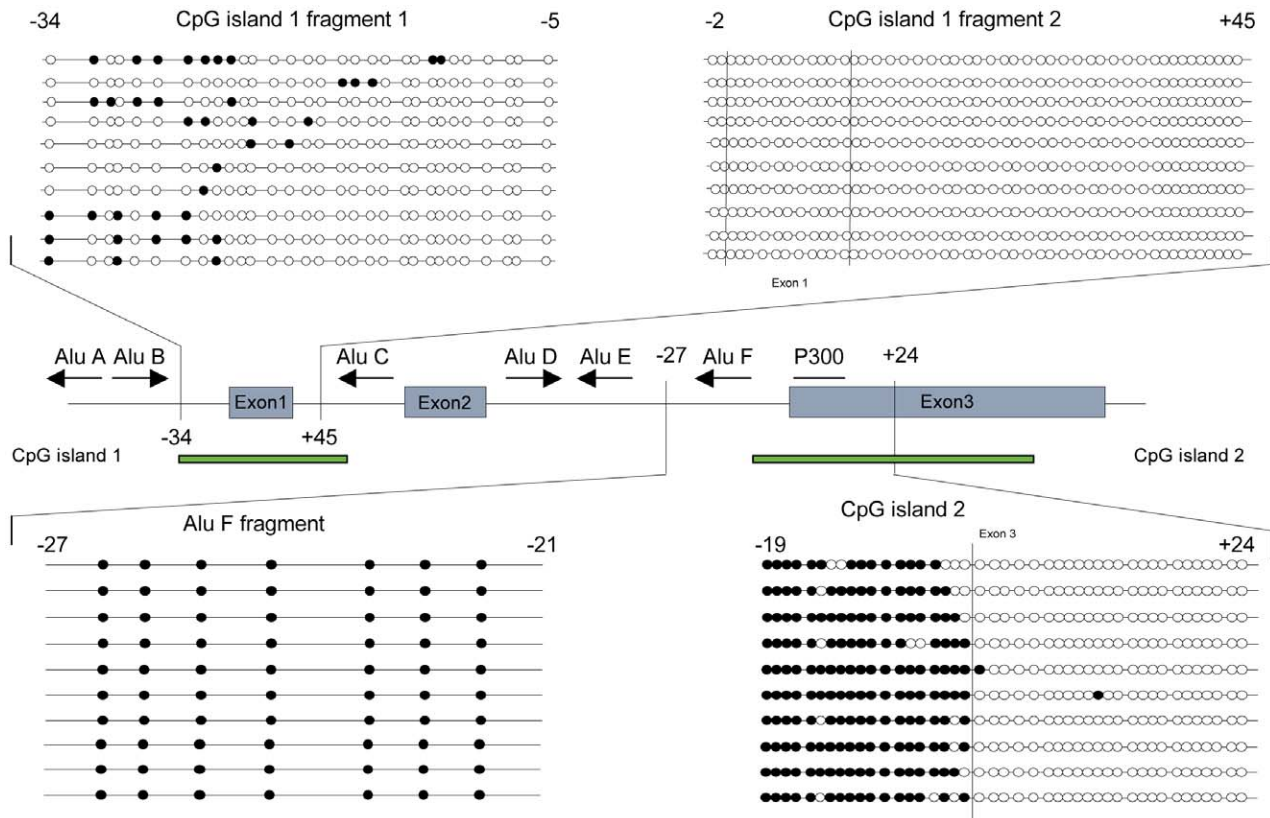 -34 CpG island 1 fragment 1 -5
-2 CpG island 1 fragment 2 +45
Exon 1
Alu A Alu B Alu C Alu D Alu E -27 Alu F P300 +24
Exon1 Exon2 Exon3
-34 +45
CpG island 1 CpG island 2
Alu F fragment
-27 -21
CpG island 2
Exon 3
-19 +24